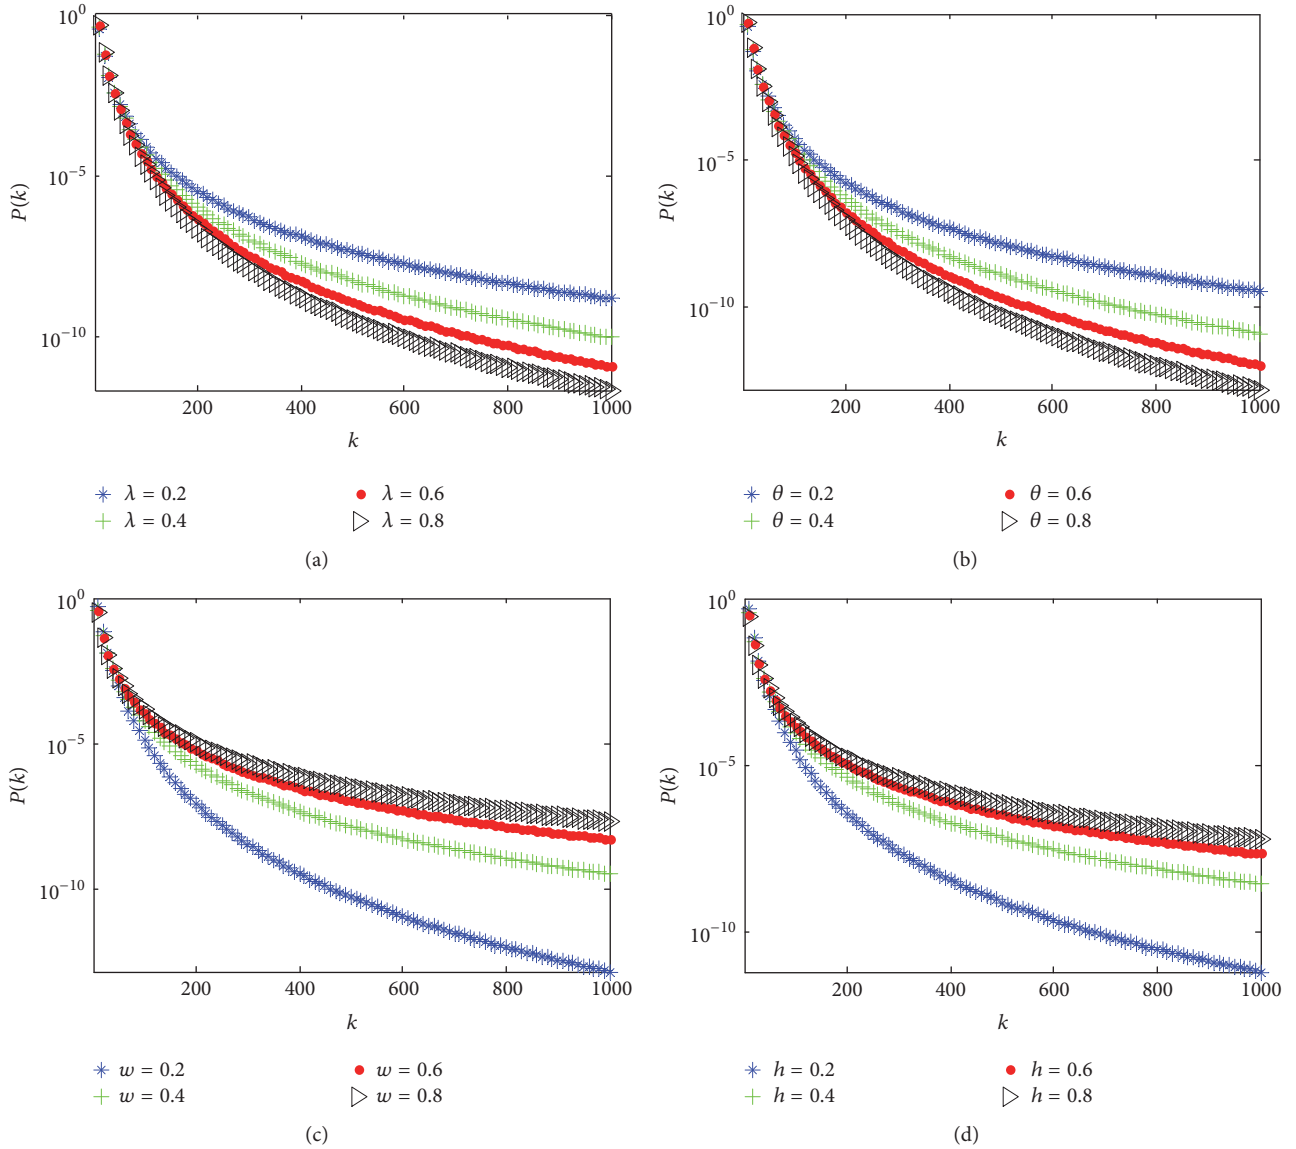 10^0
10^-5
10^-10
P(k)
200 400 600 800 1000
k
λ = 0.2
λ = 0.4
λ = 0.6
λ = 0.8
(a)
10^0
10^-5
10^-10
P(k)
200 400 600 800 1000
k
θ = 0.2
θ = 0.4
θ = 0.6
θ = 0.8
(b)
10^0
10^-5
10^-10
P(k)
200 400 600 800 1000
k
w = 0.2
w = 0.4
w = 0.6
w = 0.8
(c)
10^0
10^-5
10^-10
P(k)
200 400 600 800 1000
k
h = 0.2
h = 0.4
h = 0.6
h = 0.8
(d)